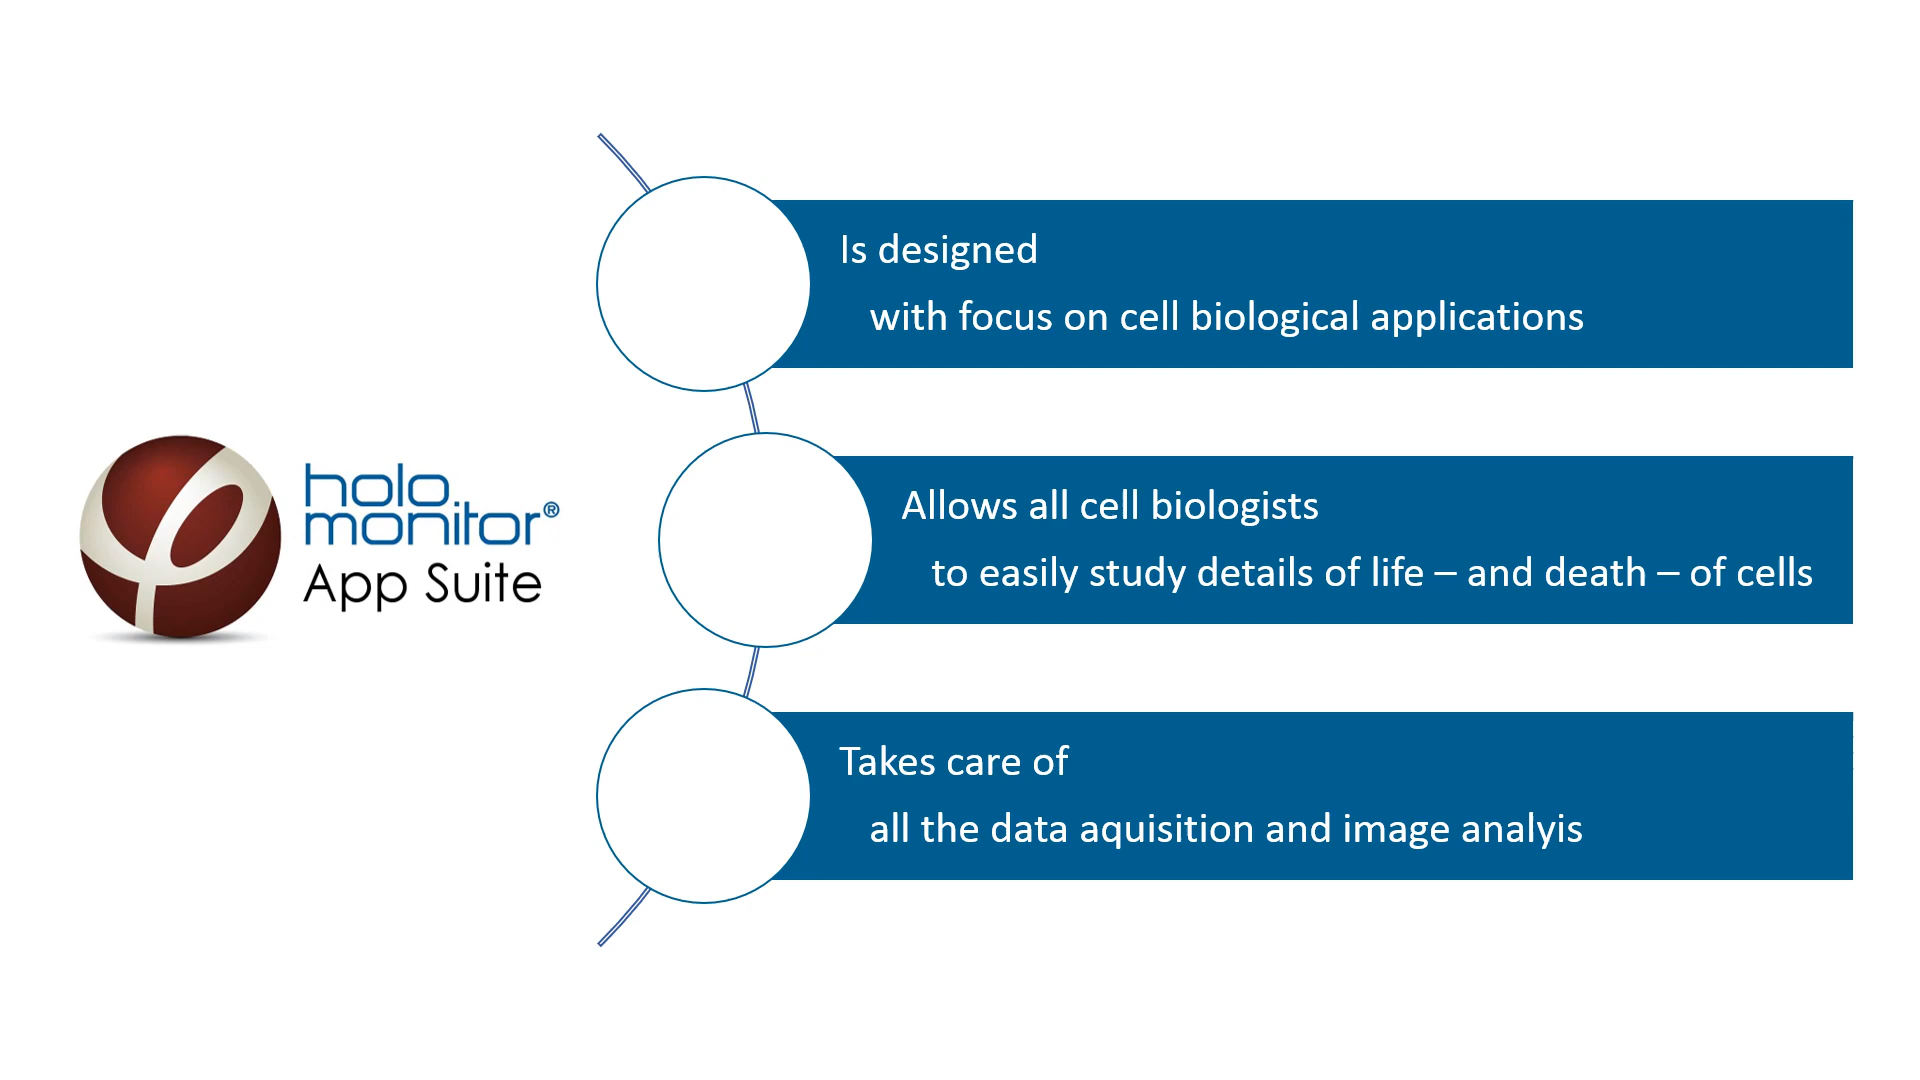 holo
monitor®
App Suite
Is designed
with focus on cell biological applications
Allows all cell biologists
to easily study details of life – and death – of cells
Takes care of
all the data aquisition and image analyis